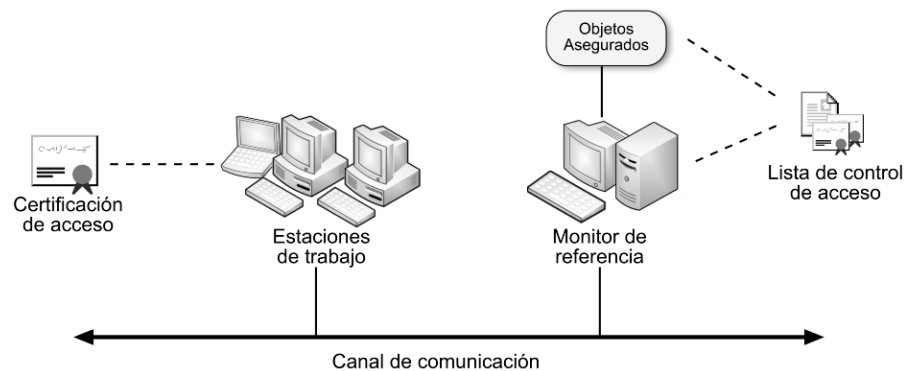 Objetos
Asegurados
Certificación
de acceso
Estaciones
de trabajo
Monitor de
referencia
Lista de control
de acceso
Canal de comunicación